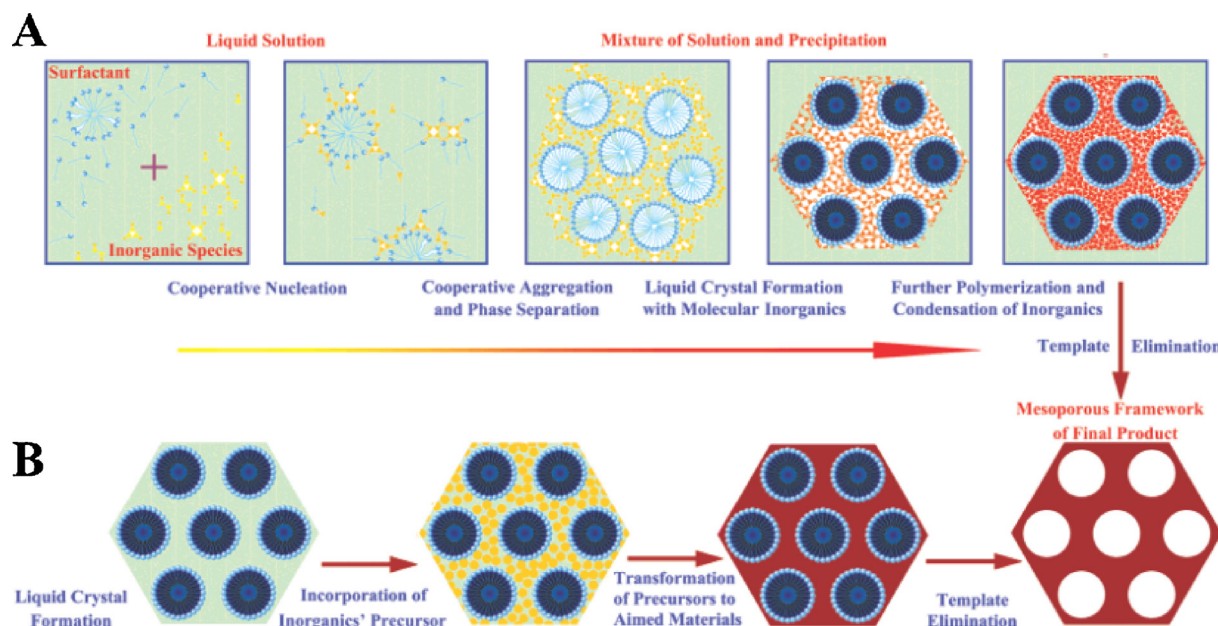 A
Liquid Solution
Mixture of Solution and Precipitation
Surfactant
+
Inorganic Species
Cooperative Nucleation
Cooperative Aggregation
and Phase Separation
Liquid Crystal Formation
with Molecular Inorganics
Further Polymerization and
Condensation of Inorganics
Template Elimination
Mesoporous Framework
of Final Product
B
Liquid Crystal
Formation
Incorporation of
Inorganics' Precursor
Transformation
of Precursors to
Aimed Materials
Template
Elimination